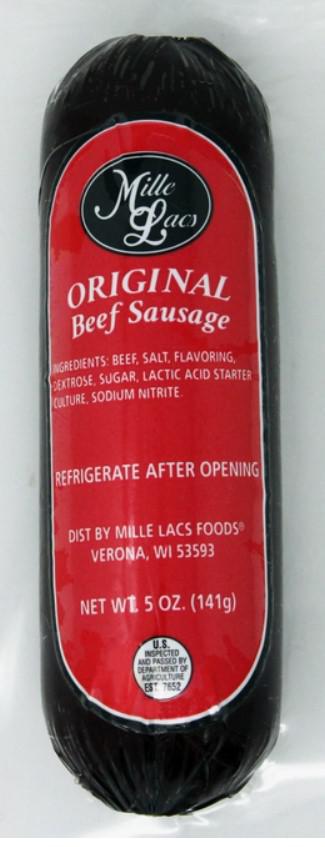 Mille
Lacs
ORIGINAL
Beef Sausage
INGREDIENTS: BEEF, SALT, FLAVORING,
DEXTROSE, SUGAR, LACTIC ACID STARTER
CULTURE, SODIUM NITRITE.
REFRIGERATE AFTER OPENING
DIST BY MILLE LACS FOODS®
VERONA, WI 53593
NET WT. 5 OZ. (141g)
U.S.
INSPECTED
AND PASSED BY
DEPARTMENT OF
AGRICULTURE
EST. 7652